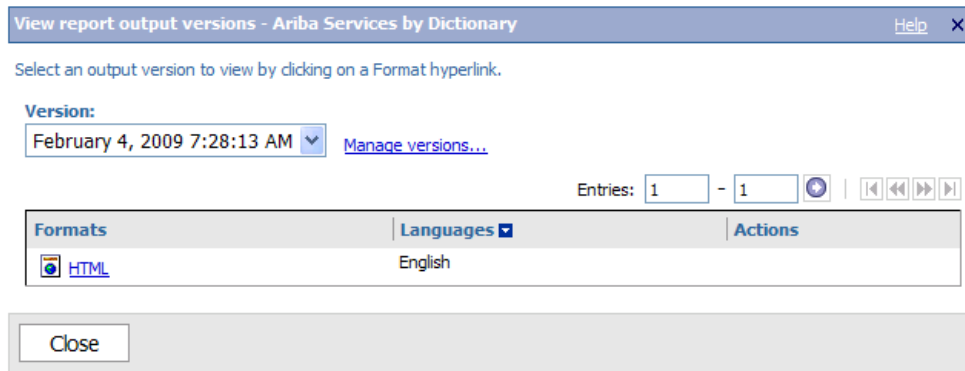 View report output versions - Ariba Services by Dictionary Help X
Select an output version to view by clicking on a Format hyperlink.
Version:
February 4, 2009 7:28:13 AM Manage versions...
Entries: 1 - 1
Formats Languages Actions
HTML English
Close